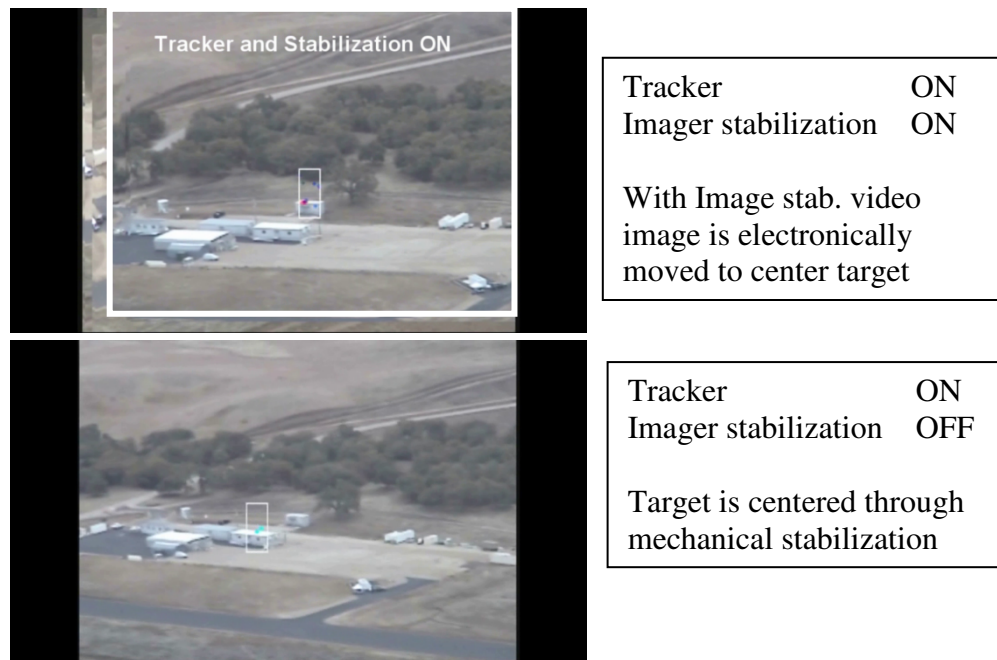 Tracker and Stabilization ON
Tracker ON
Imager stabilization ON
With Image stab. video
image is electronically
moved to center target
Tracker ON
Imager stabilization OFF
Target is centered through
mechanical stabilization